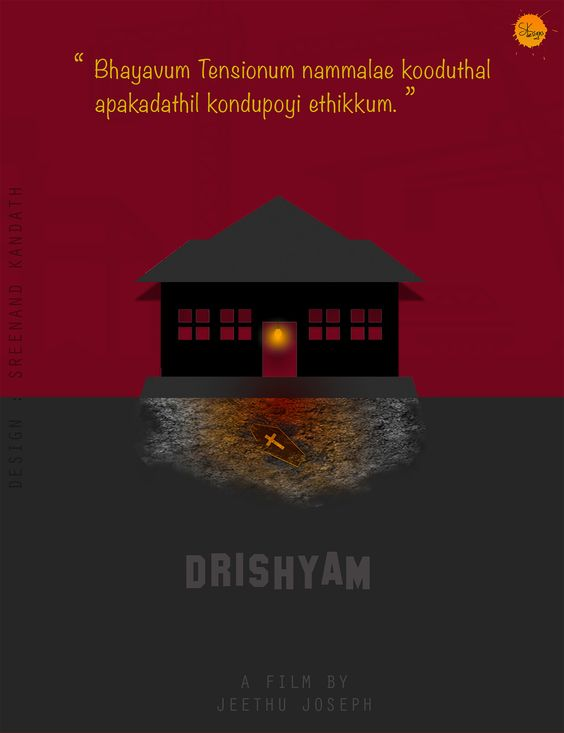 “ Bhayavum Tensionum nammalae kooduthal
apakadathil kondupoyi ethikkum. ”
DESIGN : SREENAND KANDATH
DRISHYAM
A FILM BY
JEETHU JOSEPH